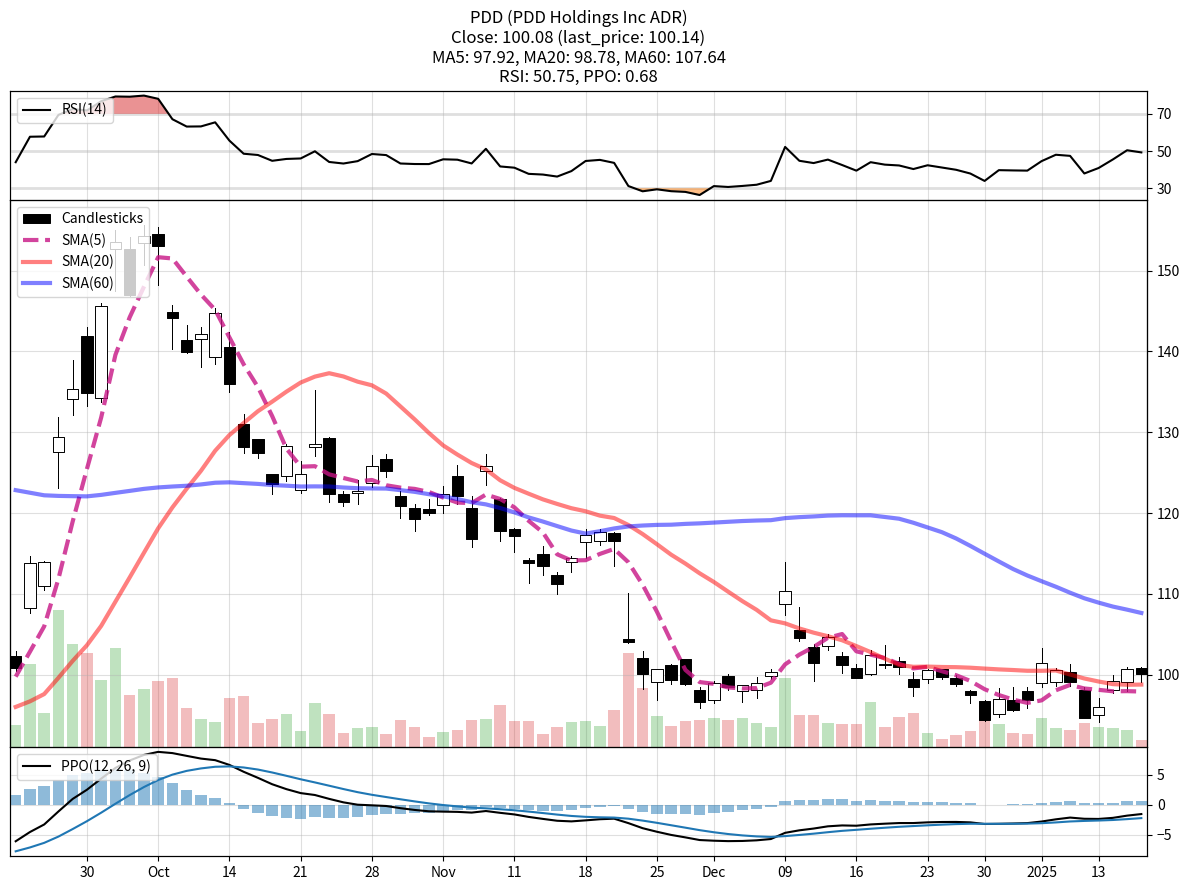 PDD (PDD Holdings Inc ADR)
Close: 100.08 (last_price: 100.14)
MA5: 97.92, MA20: 98.78, MA60: 107.64
RSI: 50.75, PPO: 0.68
RSI(14)
70
50
30
Candlesticks
SMA(5)
SMA(20)
SMA(60)
150
140
130
120
110
100
PPO(12, 26, 9)
5
0
−5
30 Oct 14 21 28 Nov 11 18 25 Dec 09 16 23 30 2025 13